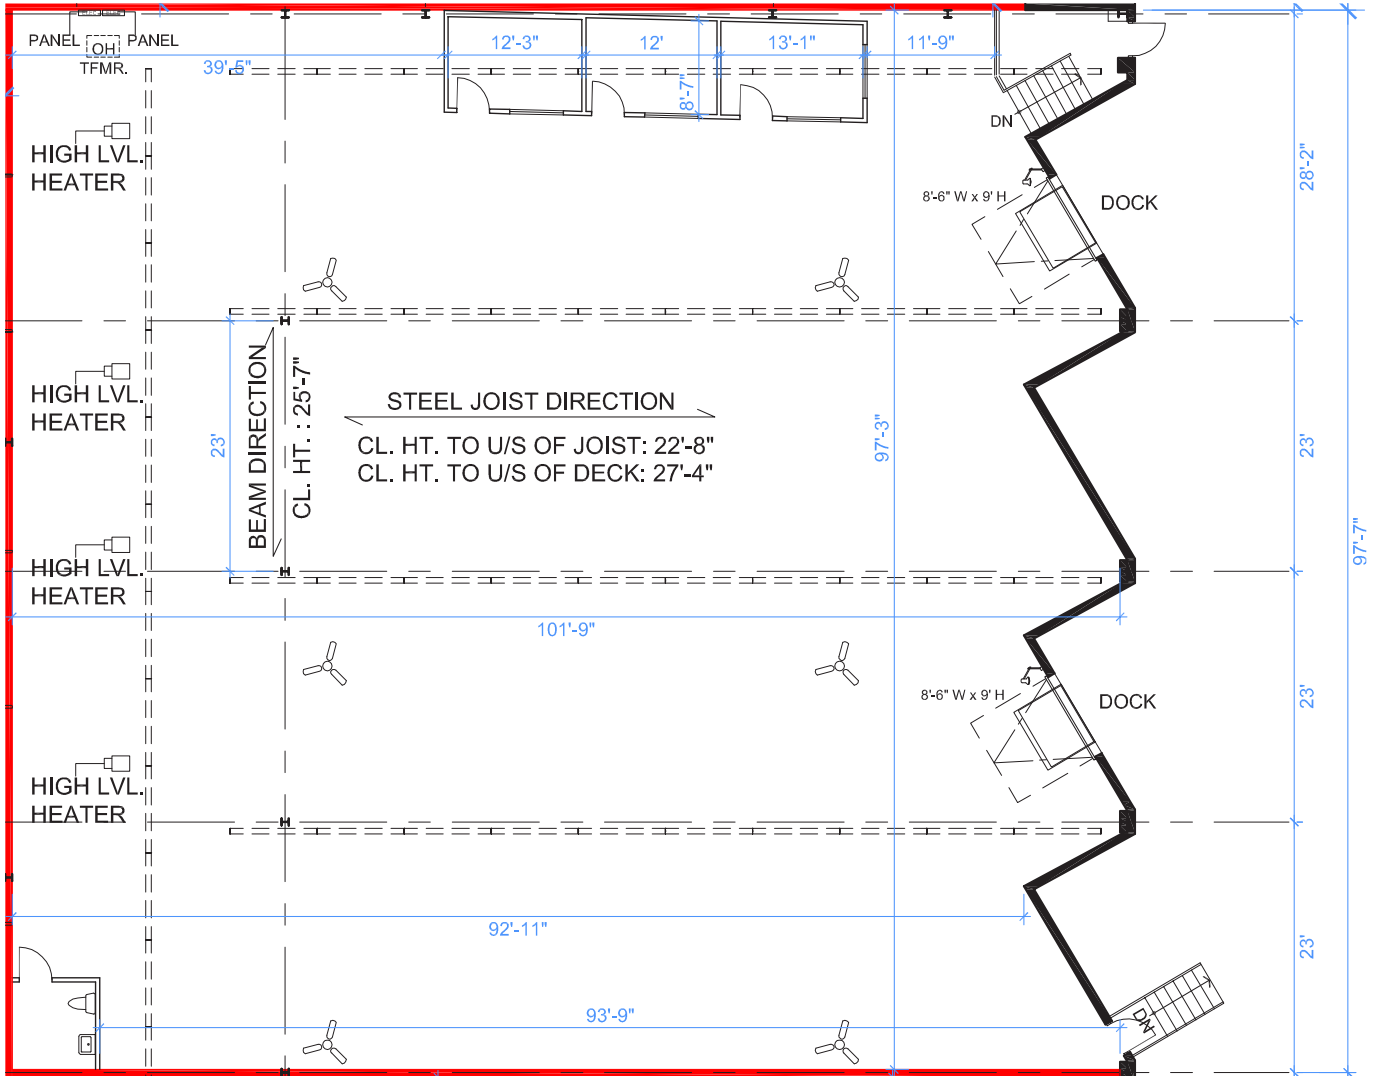 PANEL
OH
PANEL
TFMR.
39'-5"
12'-3"
12'
13'-1"
11'-9"
8'-7"
DN
HIGH LVL.
HEATER
28'-2"
8'-6" W x 9' H
DOCK
HIGH LVL.
HEATER
23'
BEAM DIRECTION
CL. HT. : 25'-7"
STEEL JOIST DIRECTION
CL. HT. TO U/S OF JOIST: 22'-8"
CL. HT. TO U/S OF DECK: 27'-4"
97'-3"
23'
97'-7"
HIGH LVL.
HEATER
101'-9"
8'-6" W x 9' H
DOCK
23'
HIGH LVL.
HEATER
92'-11"
23'
93'-9"
DN